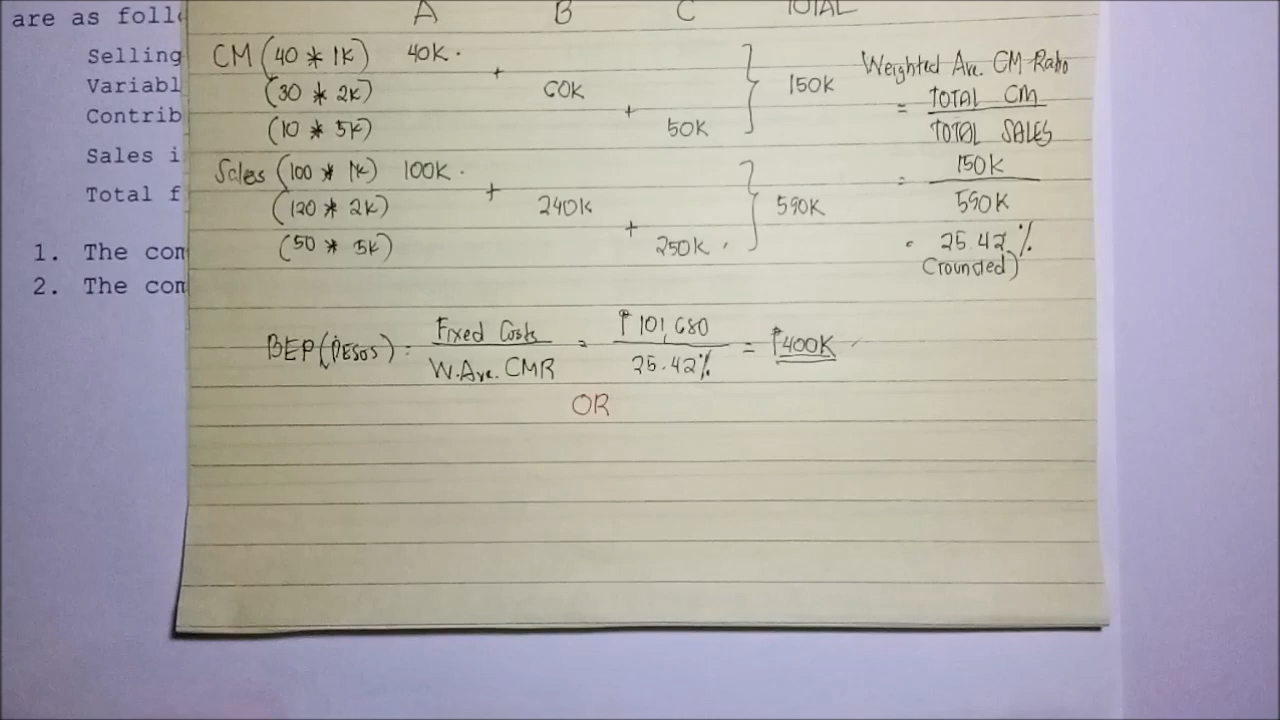 are as foll
Selling
Variabl
Contrib
Sales i
Total f
1. The com
2. The com
A B C TOTAL
CM (40 * 1K) 40K.
+
(30 * 2K) 60K 150K
+
(10 * 5K) 50K
Sales (100 * 1K) 100K.
+
(120 * 2K) 240K 590K
+
(50 * 5K) 250K.
Weighted Ave. CM Ratio
= TOTAL CM
TOTAL SALES
= 150K
590K
= 25.42 %
(rounded)
BEP (PESOS) = Fixed Costs = ₱101,680 = ₱400K
W.Ave. CMR 25.42%
OR